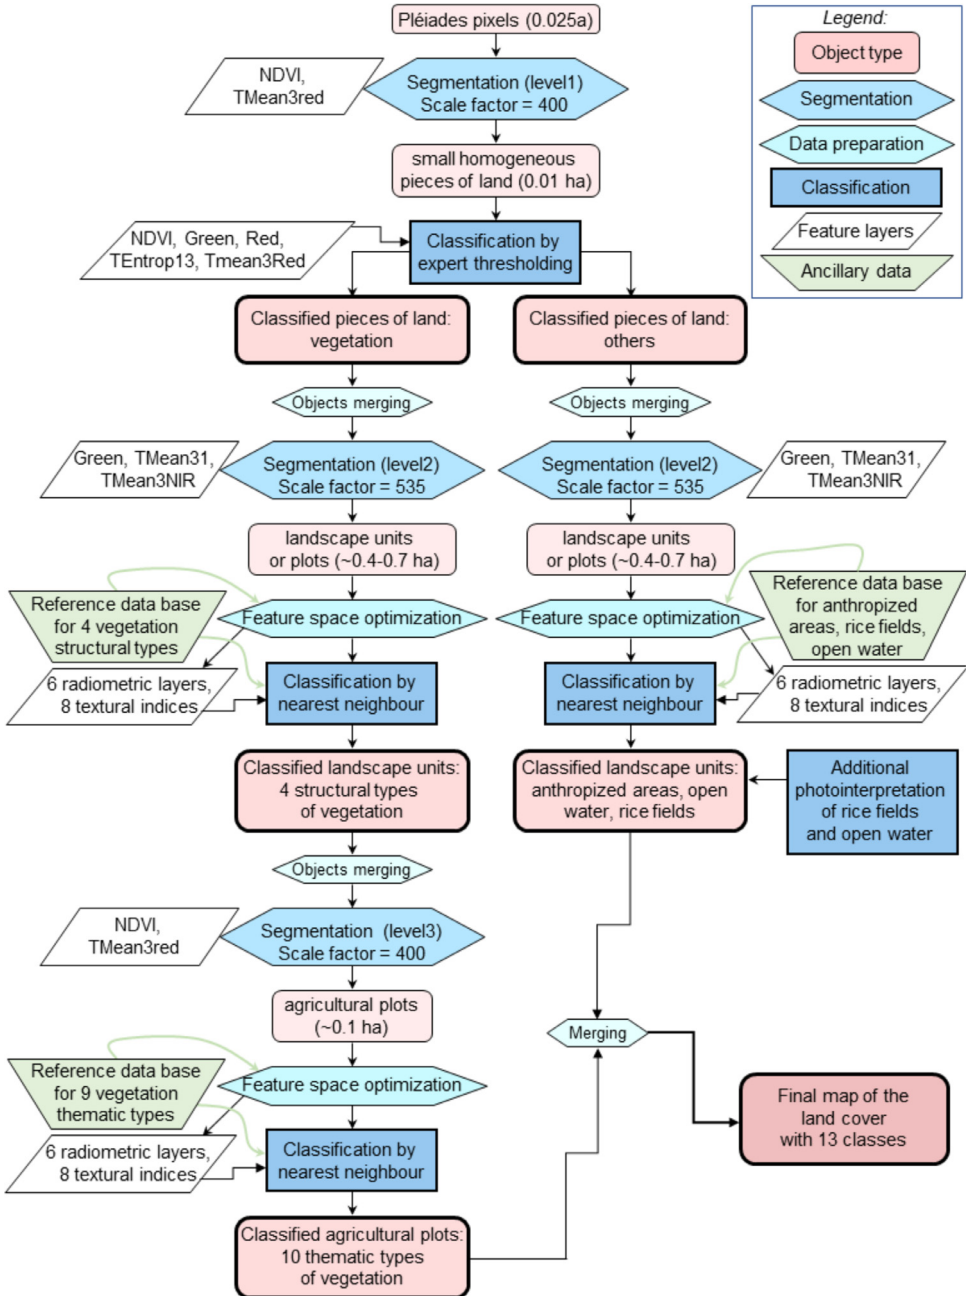 Pléiades pixels (0.025a)
NDVI,
TMean3red
Segmentation (level1)
Scale factor = 400
small homogeneous
pieces of land (0.01 ha)
NDVI, Green, Red,
TEntrop13, Tmean3Red
Classification by
expert thresholding
Legend:
Object type
Segmentation
Data preparation
Classification
Feature layers
Ancillary data
Classified pieces of land:
vegetation
Classified pieces of land:
others
Objects merging
Objects merging
Green, TMean31,
TMean3NIR
Segmentation (level2)
Scale factor = 535
Segmentation (level2)
Scale factor = 535
Green, TMean31,
TMean3NIR
landscape units
or plots (~0.4-0.7 ha)
landscape units
or plots (~0.4-0.7 ha)
Reference data base
for 4 vegetation
structural types
Feature space optimization
Feature space optimization
Reference data base
for anthropized
areas, rice fields,
open water
6 radiometric layers,
8 textural indices
Classification by
nearest neighbour
Classification by
nearest neighbour
6 radiometric layers,
8 textural indices
Classified landscape units:
4 structural types
of vegetation
Classified landscape units:
anthropized areas, open
water, rice fields
Additional
photointerpretation
of rice fields
and open water
Objects merging
NDVI,
TMean3red
Segmentation (level3)
Scale factor = 400
agricultural plots
(~0.1 ha)
Merging
Reference data base
for 9 vegetation
thematic types
Feature space optimization
6 radiometric layers,
8 textural indices
Classification by
nearest neighbour
Final map of the
land cover
with 13 classes
Classified agricultural plots:
10 thematic types
of vegetation